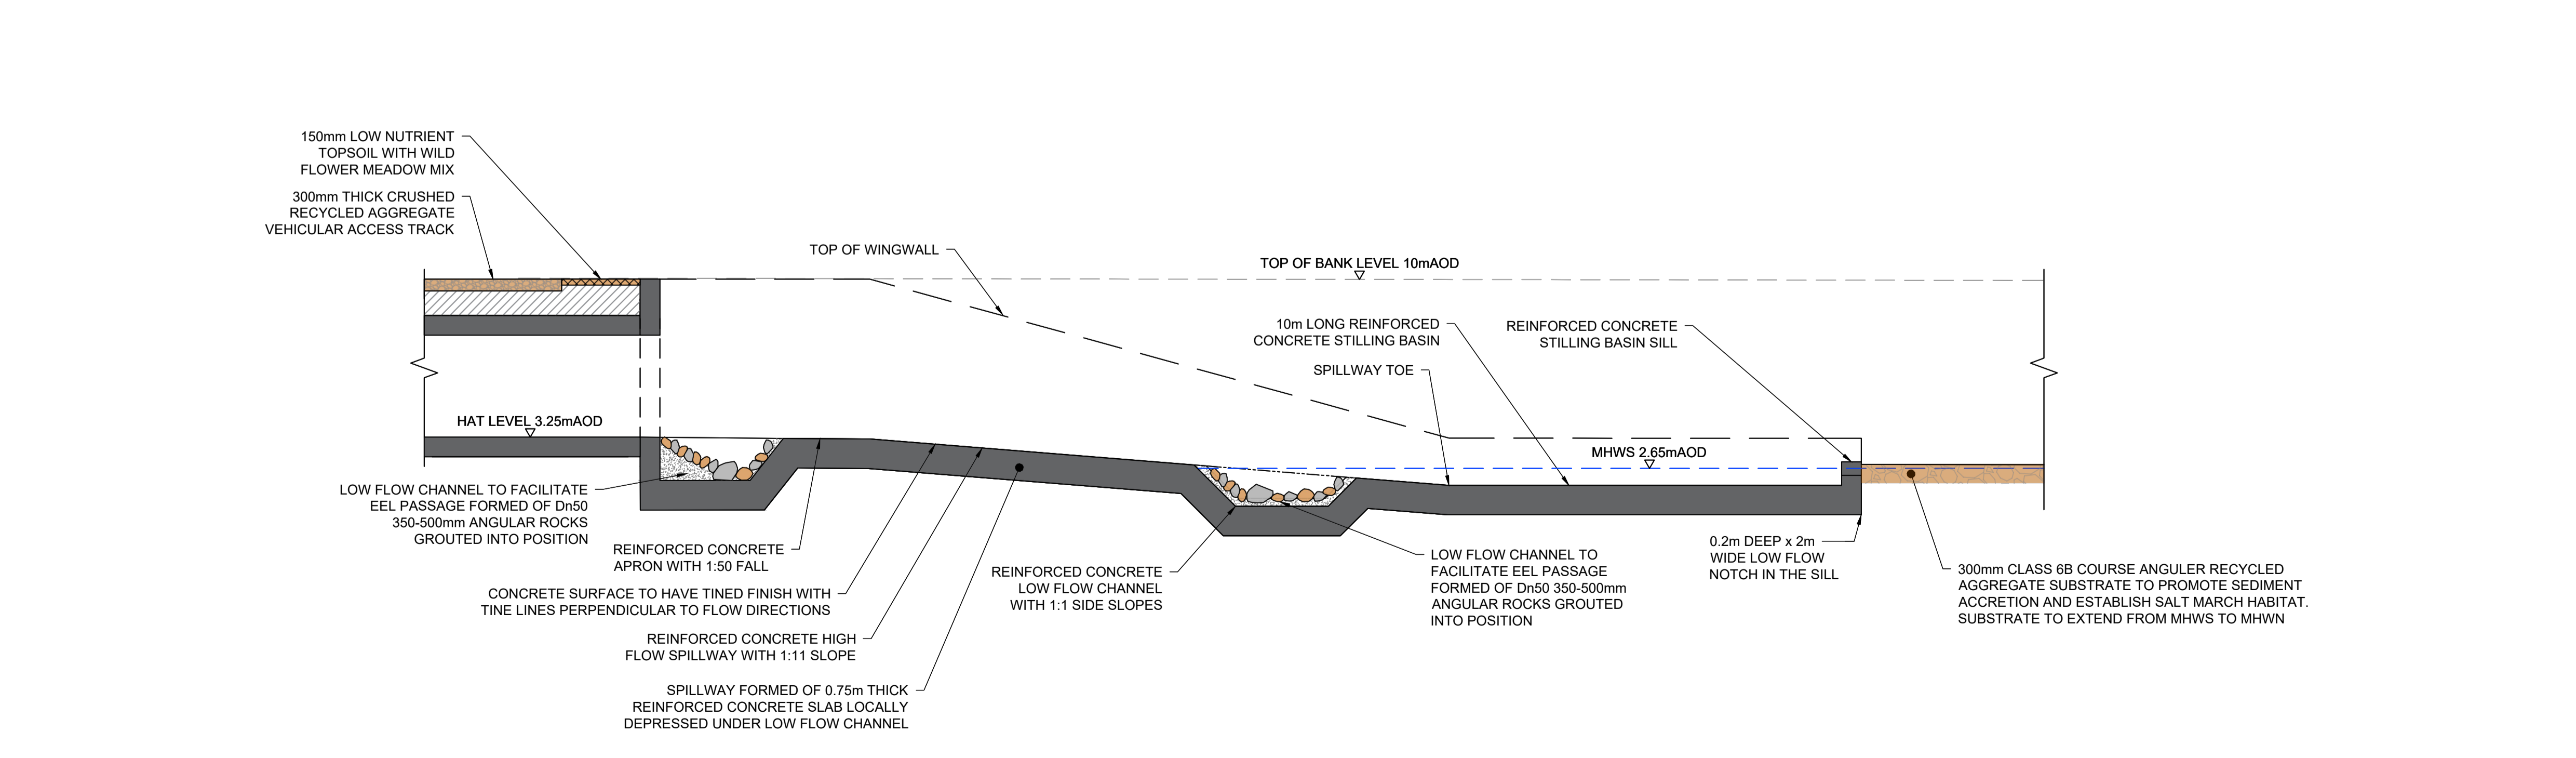 150mm LOW NUTRIENT
TOPSOIL WITH WILD
FLOWER MEADOW MIX
300mm THICK CRUSHED
RECYCLED AGGREGATE
VEHICULAR ACCESS TRACK
TOP OF WINGWALL
TOP OF BANK LEVEL 10mAOD
10m LONG REINFORCED
CONCRETE STILLING BASIN
REINFORCED CONCRETE
STILLING BASIN SILL
SPILLWAY TOE
HAT LEVEL 3.25mAOD
MHWS 2.65mAOD
LOW FLOW CHANNEL TO FACILITATE
EEL PASSAGE FORMED OF Dn50
350-500mm ANGULAR ROCKS
GROUTED INTO POSITION
REINFORCED CONCRETE
APRON WITH 1:50 FALL
CONCRETE SURFACE TO HAVE TINED FINISH WITH
TINE LINES PERPENDICULAR TO FLOW DIRECTIONS
REINFORCED CONCRETE HIGH
FLOW SPILLWAY WITH 1:11 SLOPE
SPILLWAY FORMED OF 0.75m THICK
REINFORCED CONCRETE SLAB LOCALLY
DEPRESSED UNDER LOW FLOW CHANNEL
REINFORCED CONCRETE
LOW FLOW CHANNEL
WITH 1:1 SIDE SLOPES
LOW FLOW CHANNEL TO
FACILITATE EEL PASSAGE
FORMED OF Dn50 350-500mm
ANGULAR ROCKS GROUTED
INTO POSITION
0.2m DEEP x 2m
WIDE LOW FLOW
NOTCH IN THE SILL
300mm CLASS 6B COURSE ANGULER RECYCLED
AGGREGATE SUBSTRATE TO PROMOTE SEDIMENT
ACCRETION AND ESTABLISH SALT MARCH HABITAT.
SUBSTRATE TO EXTEND FROM MHWS TO MHWN